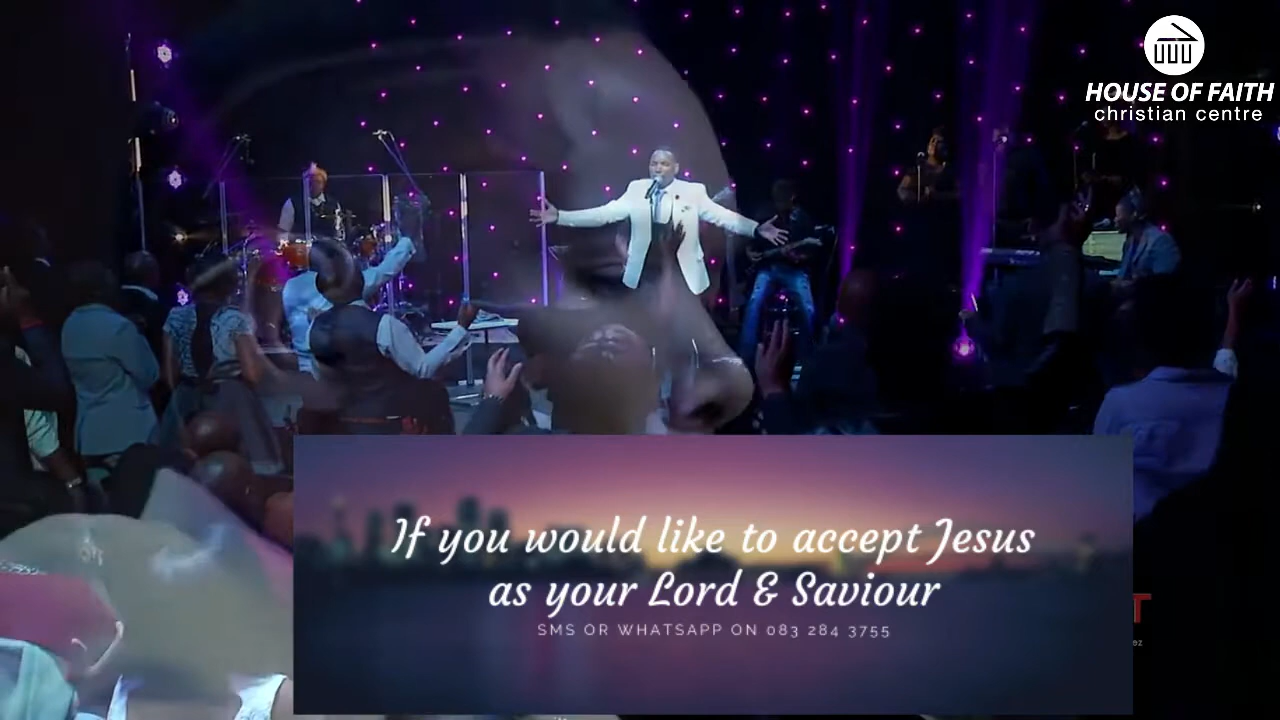 HOUSE OF FAITH
christian centre
If you would like to accept Jesus
as your Lord & Saviour
SMS OR WHATSAPP ON 083 284 3755